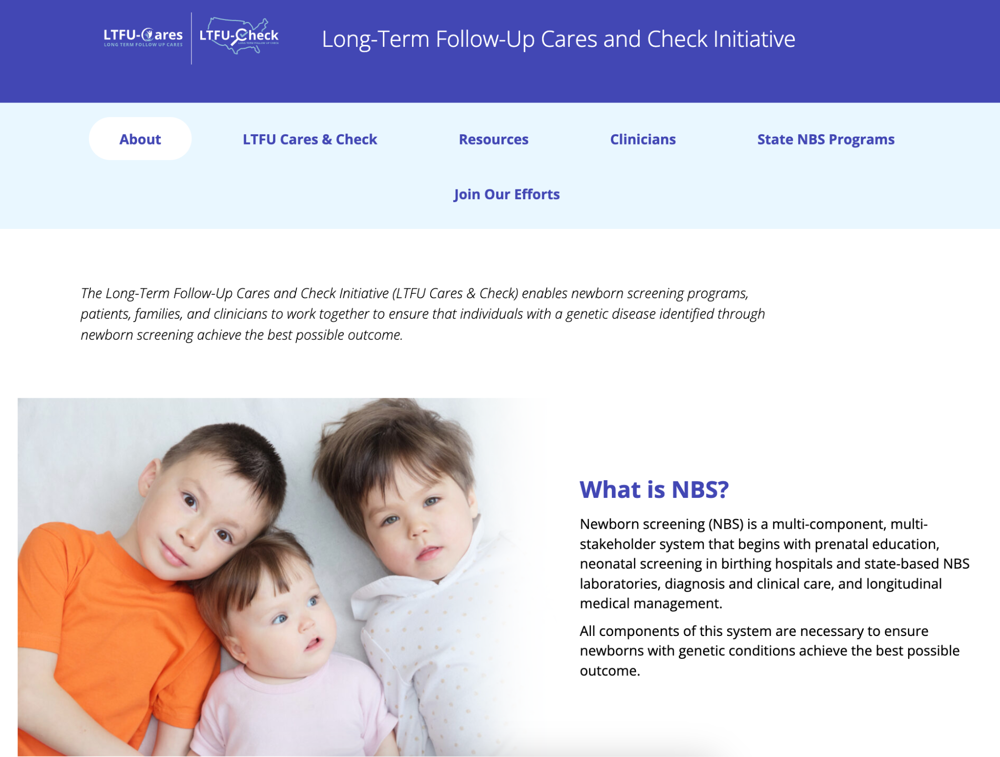 LTFU-Cares
LONG TERM FOLLOW UP CARES
LTFU-Check
LONG TERM FOLLOW UP CHECK
Long-Term Follow-Up Cares and Check Initiative
About
LTFU Cares & Check
Resources
Clinicians
State NBS Programs
Join Our Efforts
The Long-Term Follow-Up Cares and Check Initiative (LTFU Cares & Check) enables newborn screening programs,
patients, families, and clinicians to work together to ensure that individuals with a genetic disease identified through
newborn screening achieve the best possible outcome.
What is NBS?
Newborn screening (NBS) is a multi-component, multi-
stakeholder system that begins with prenatal education,
neonatal screening in birthing hospitals and state-based NBS
laboratories, diagnosis and clinical care, and longitudinal
medical management.
All components of this system are necessary to ensure
newborns with genetic conditions achieve the best possible
outcome.